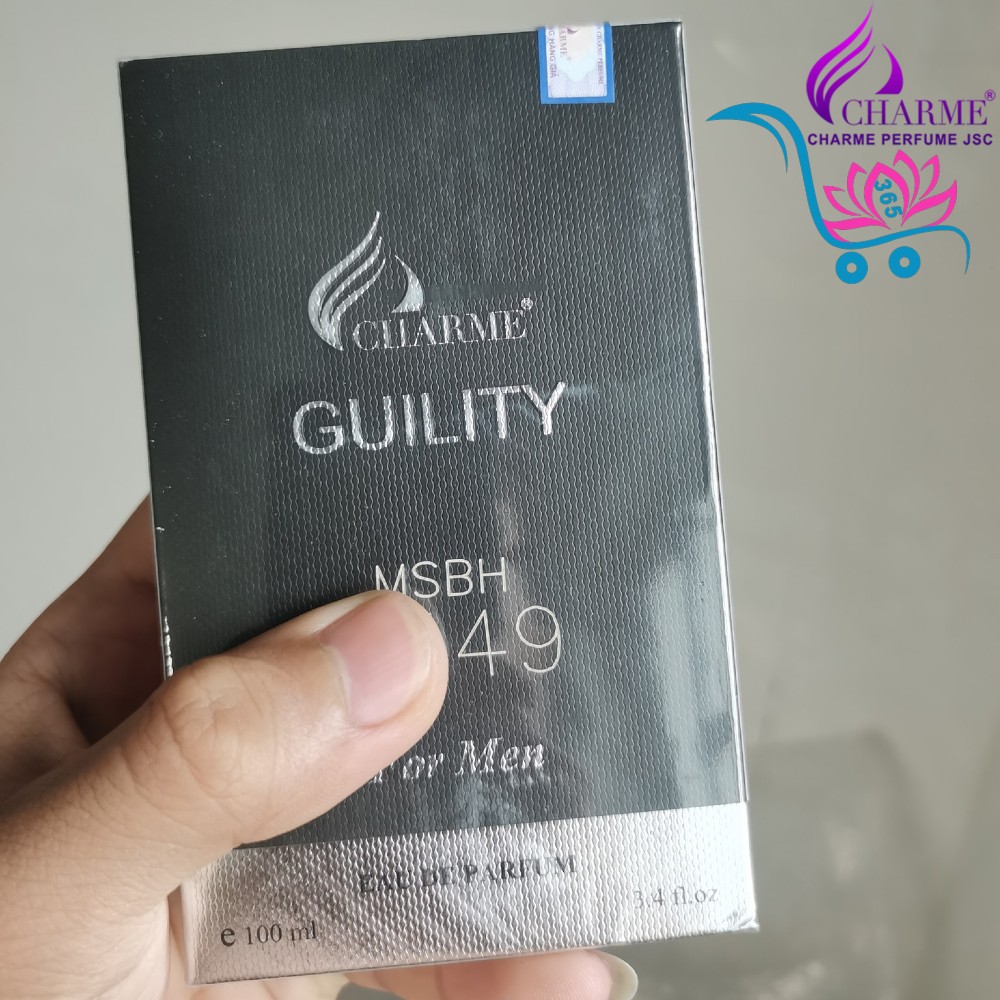 CHARME®
CHARME PERFUME JSC
365
CHARME®
GUILITY
MSBH
49
For Men
EAU DE PARFUM
3.4 fl.oz
e 100 ml